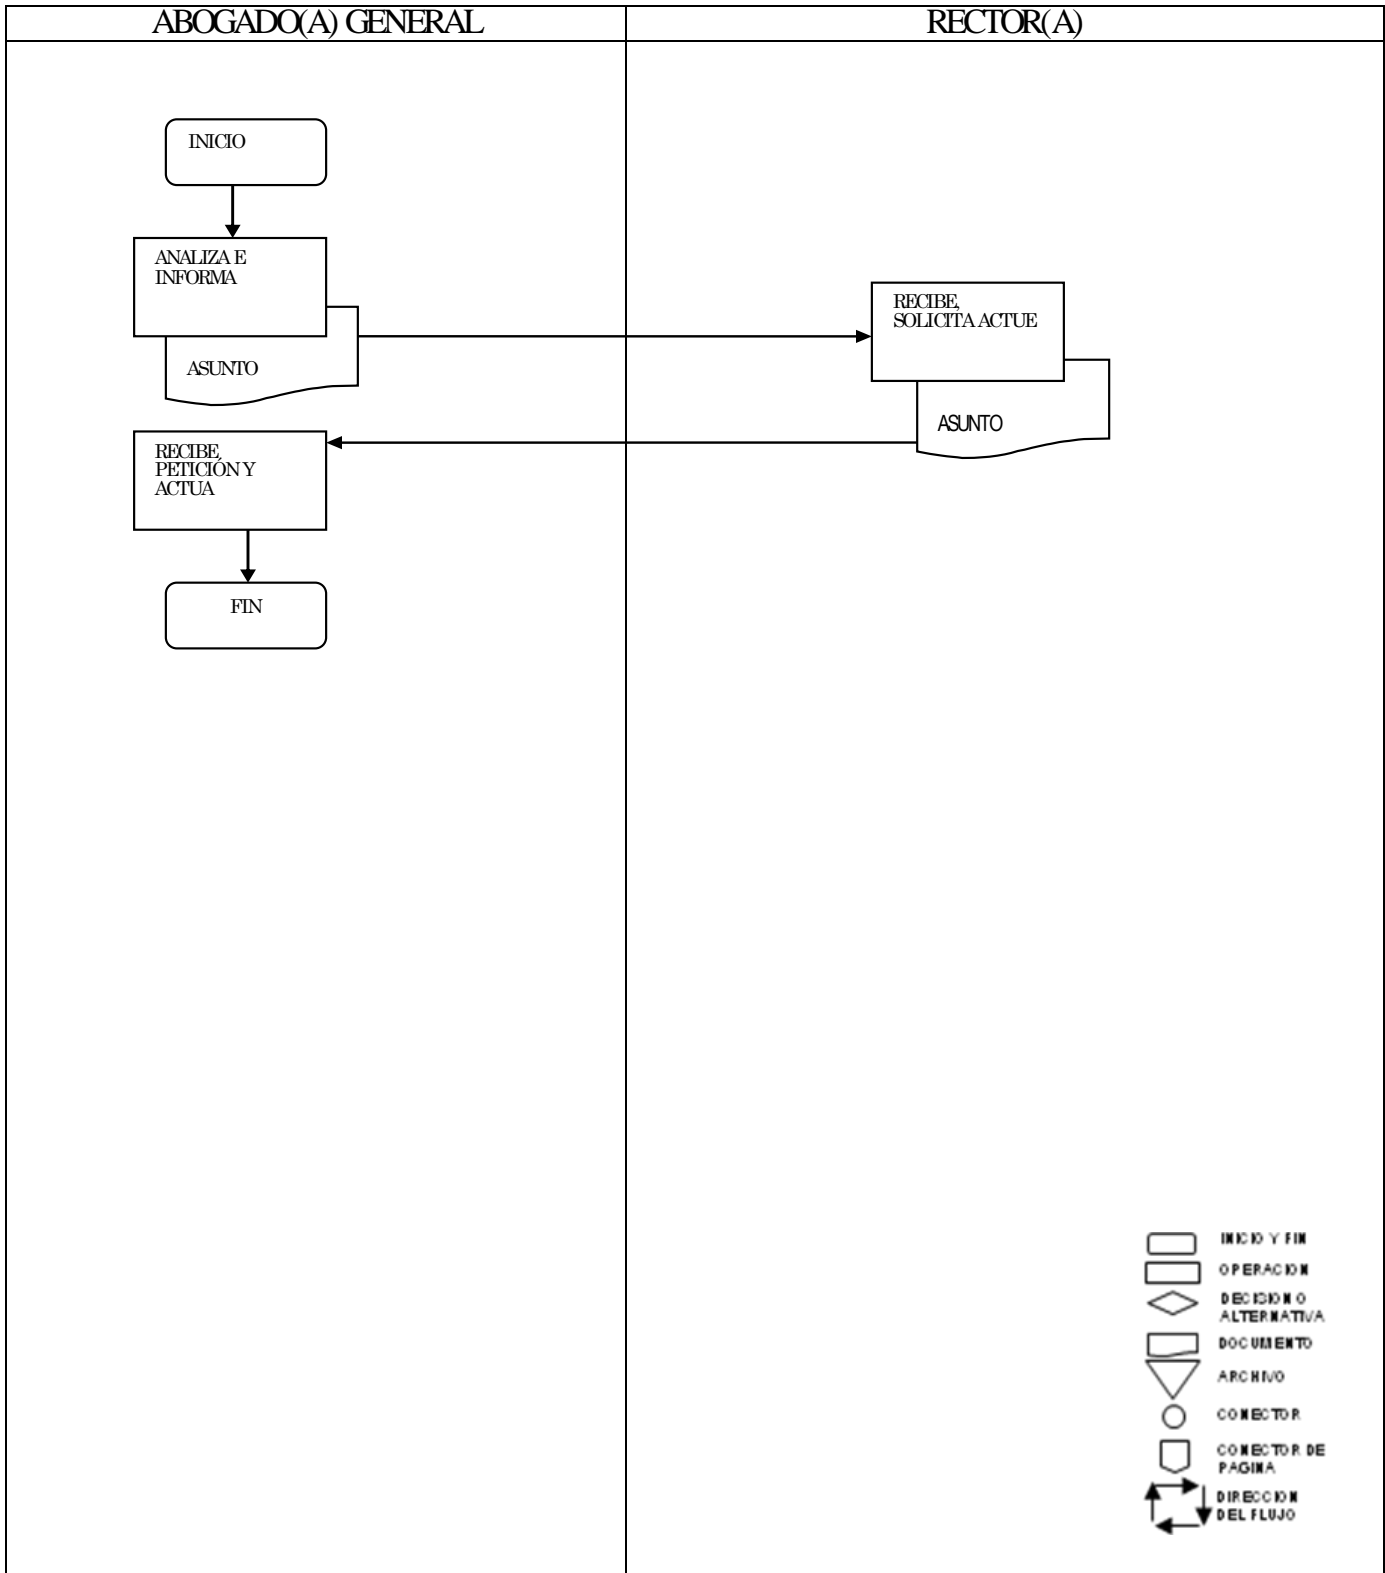 ABOGADO(A) GENERAL
RECTOR(A)
INICIO
ANALIZA E
INFORMA
ASUNTO
RECIBE,
SOLICITA ACTUE
ASUNTO
RECIBE,
PETICIÓN Y
ACTUA
FIN
INICIO Y FIN
OPERACION
DECISION O
ALTERNATIVA
DOCUMENTO
ARCHIVO
CONECTOR
CONECTOR DE
PAGINA
DIRECCION
DEL FLUJO